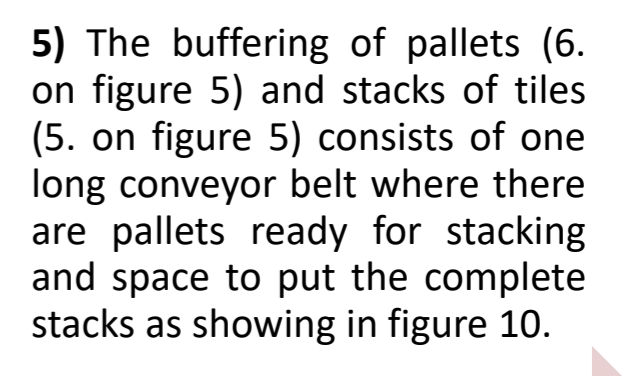 5) The buffering of pallets (6.
on figure 5) and stacks of tiles
(5. on figure 5) consists of one
long conveyor belt where there
are pallets ready for stacking
and space to put the complete
stacks as showing in figure 10.